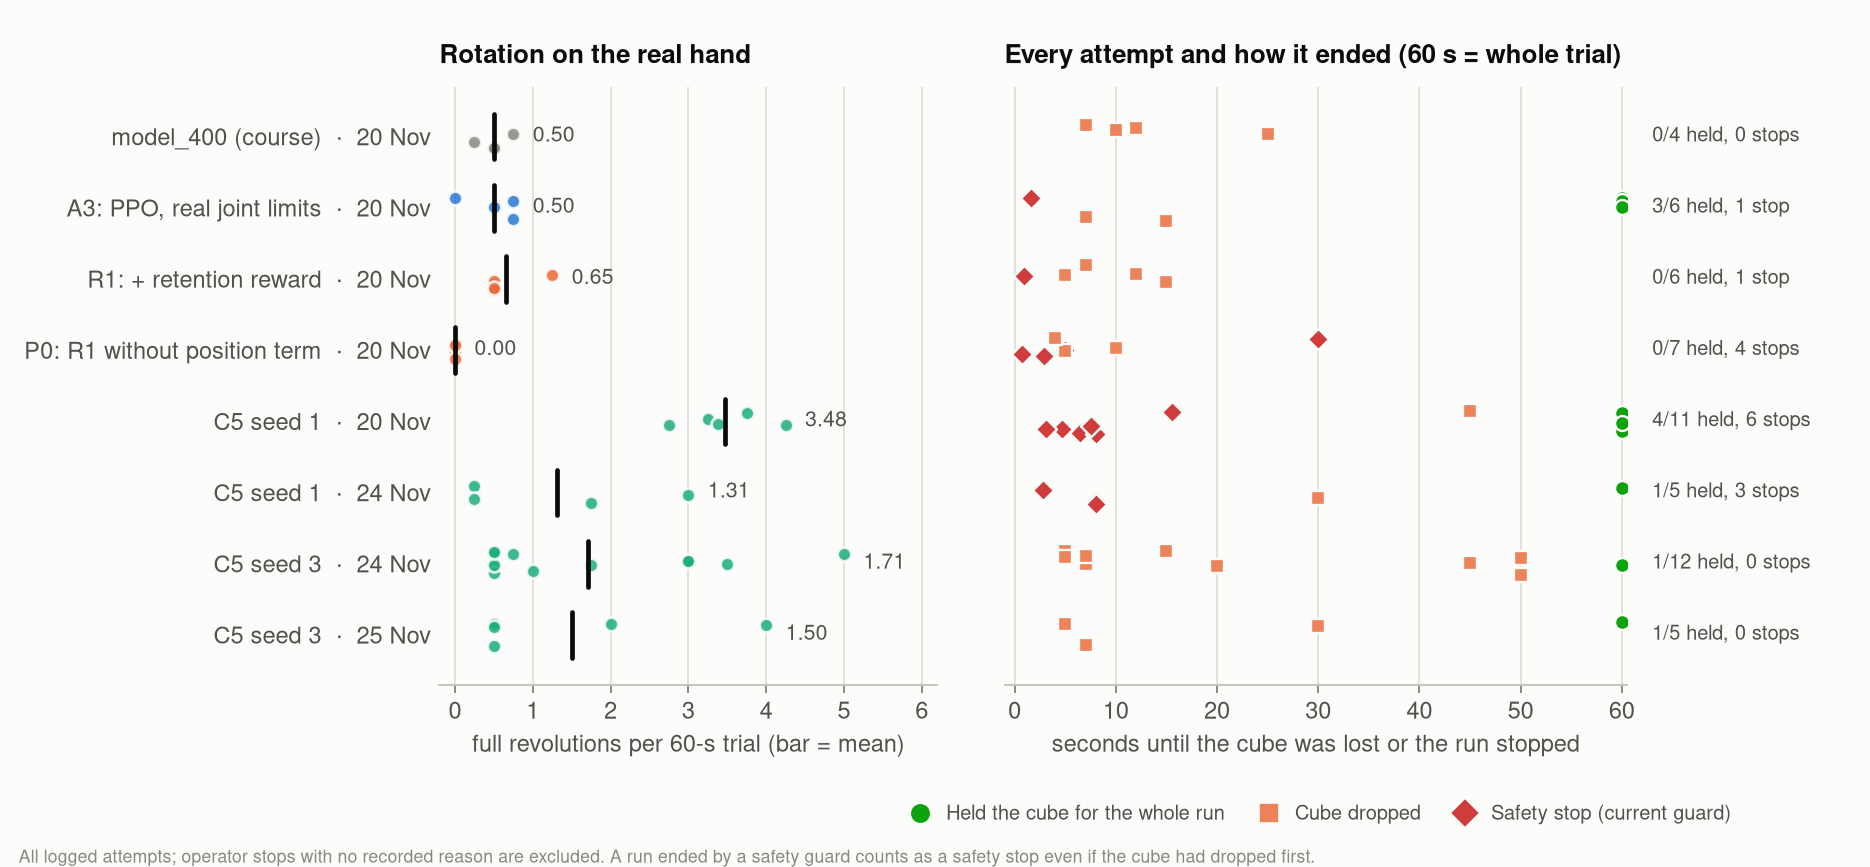 Rotation on the real hand
Every attempt and how it ended (60 s = whole trial)
model_400 (course) · 20 Nov
0.50
0/4 held, 0 stops
A3: PPO, real joint limits · 20 Nov
0.50
3/6 held, 1 stop
R1: + retention reward · 20 Nov
0.65
0/6 held, 1 stop
P0: R1 without position term · 20 Nov
0.00
0/7 held, 4 stops
C5 seed 1 · 20 Nov
3.48
4/11 held, 6 stops
C5 seed 1 · 24 Nov
1.31
1/5 held, 3 stops
C5 seed 3 · 24 Nov
1.71
1/12 held, 0 stops
C5 seed 3 · 25 Nov
1.50
1/5 held, 0 stops
0 1 2 3 4 5 6
0 10 20 30 40 50 60
full revolutions per 60-s trial (bar = mean)
seconds until the cube was lost or the run stopped
Held the cube for the whole run
Cube dropped
Safety stop (current guard)
All logged attempts; operator stops with no recorded reason are excluded. A run ended by a safety guard counts as a safety stop even if the cube had dropped first.